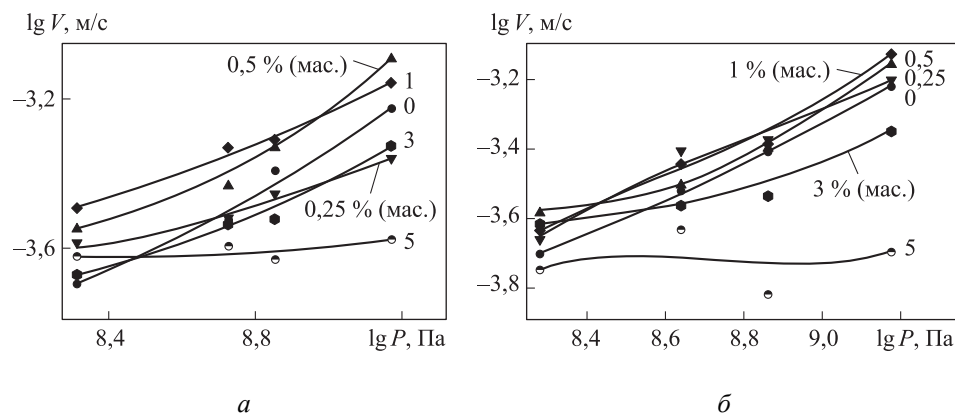 lg V, м/с
0,5 % (мас.)
1
0
3
0,25 % (мас.)
5
–3,2
–3,6
8,4
8,8
lg P, Па
а
lg V, м/с
1 % (мас.)
0,5
0,25
0
3 % (мас.)
5
–3,2
–3,4
–3,6
–3,8
8,4
8,6
8,8
9,0
lg P, Па
б